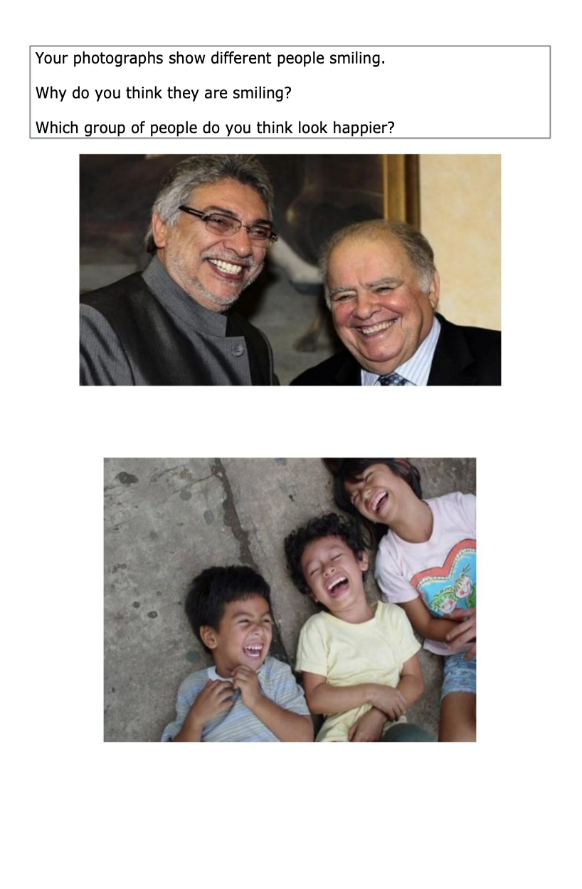 Your photographs show different people smiling.
Why do you think they are smiling?
Which group of people do you think look happier?